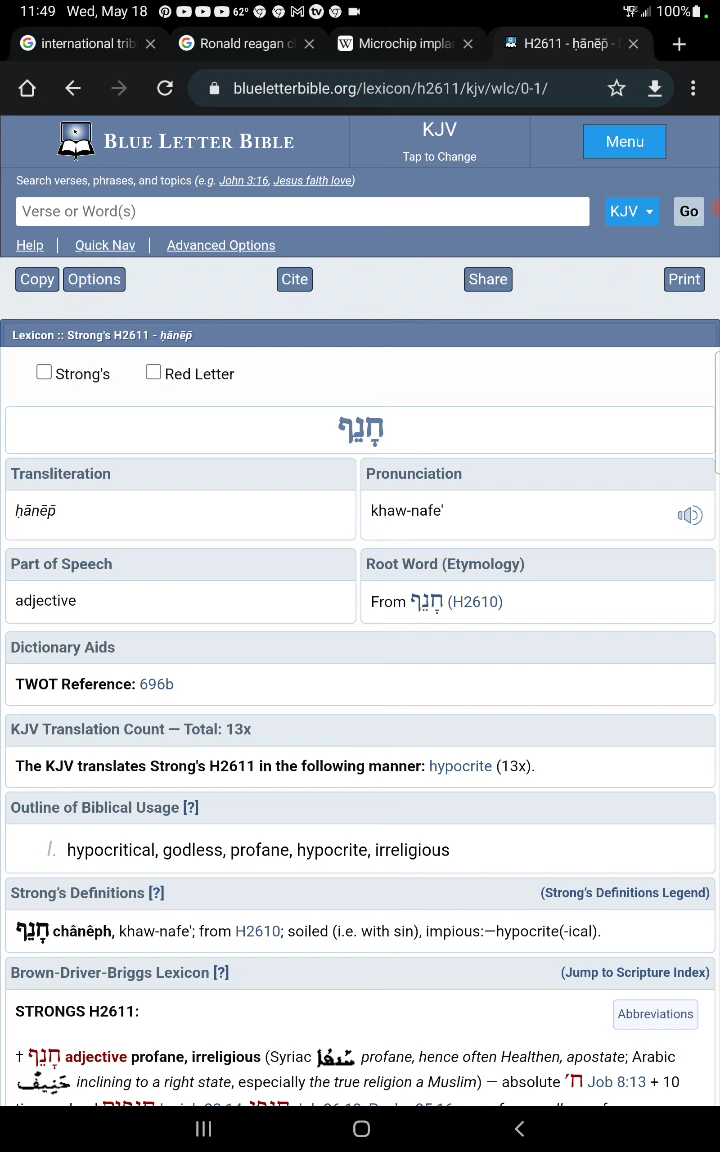 11:49 Wed, May 18 62° 100%
international trib Ronald reagan c Microchip impla H2611 - ḥānēp̄ -
blueletterbible.org/lexicon/h2611/kjv/wlc/0-1/
BLUE LETTER BIBLE
KJV
Tap to Change
Menu
Search verses, phrases, and topics (e.g. John 3:16, Jesus faith love)
Verse or Word(s) KJV Go
Help Quick Nav Advanced Options
Copy Options Cite Share Print
Lexicon :: Strong's H2611 - ḥānēp̄
Strong's Red Letter
חָנֵף
Transliteration Pronunciation
ḥānēp̄ khaw-nafe'
Part of Speech Root Word (Etymology)
adjective From חָנֵף (H2610)
Dictionary Aids
TWOT Reference: 696b
KJV Translation Count — Total: 13x
The KJV translates Strong's H2611 in the following manner: hypocrite (13x).
Outline of Biblical Usage [?]
I. hypocritical, godless, profane, hypocrite, irreligious
Strong's Definitions [?] (Strong's Definitions Legend)
חָנֵף chânêph, khaw-nafe'; from H2610; soiled (i.e. with sin), impious:—hypocrite(-ical).
Brown-Driver-Briggs Lexicon [?] (Jump to Scripture Index)
STRONGS H2611: Abbreviations
† חָנֵף adjective profane, irreligious (Syriac profane, hence often Healthen, apostate; Arabic
حَنِيفٌ inclining to a right state, especially the true religion a Muslim) — absolute ח׳ Job 8:13 + 10